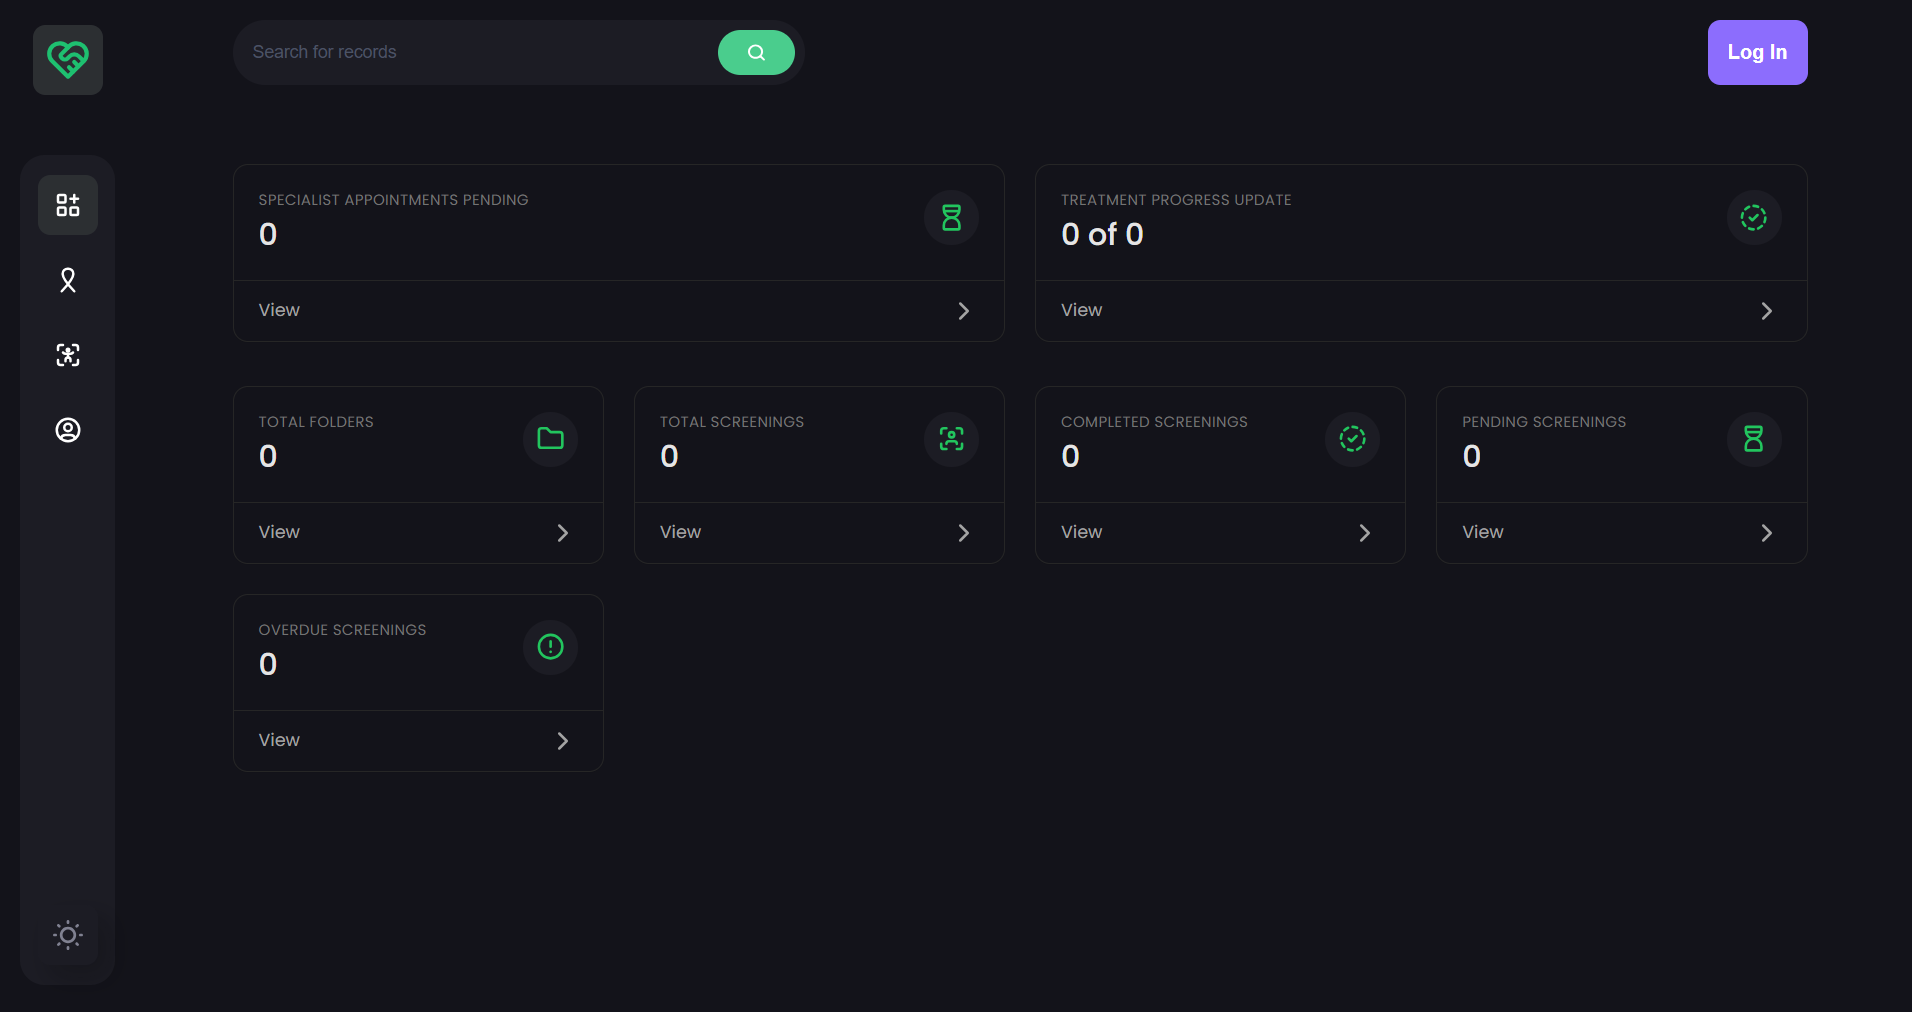 Search for records
Log In
SPECIALIST APPOINTMENTS PENDING
0
View
TREATMENT PROGRESS UPDATE
0 of 0
View
TOTAL FOLDERS
0
View
TOTAL SCREENINGS
0
View
COMPLETED SCREENINGS
0
View
PENDING SCREENINGS
0
View
OVERDUE SCREENINGS
0
View